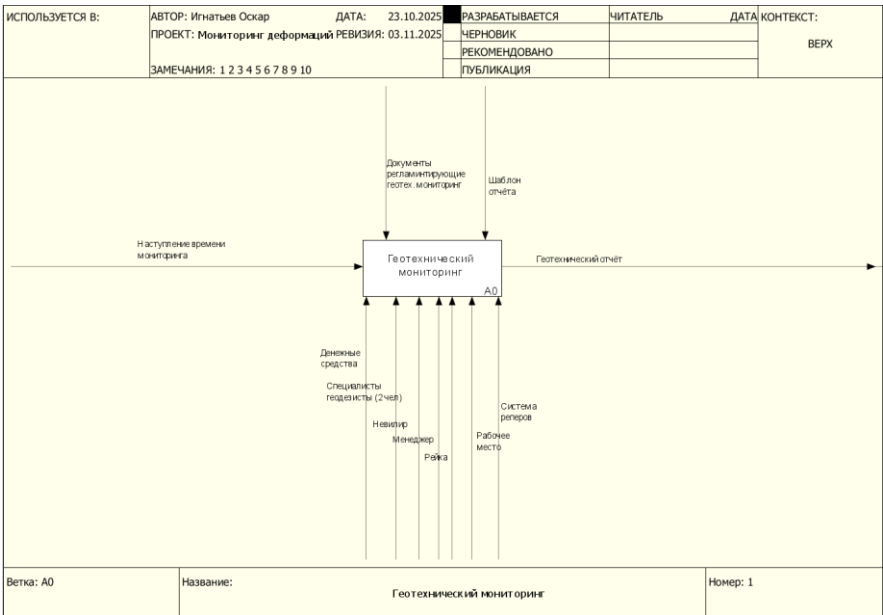 ИСПОЛЬЗУЕТСЯ В:
АВТОР: Игнатьев Оскар ДАТА: 23.10.2025
ПРОЕКТ: Мониторинг деформаций РЕВИЗИЯ: 03.11.2025
ЗАМЕЧАНИЯ: 1 2 3 4 5 6 7 8 9 10
РАЗРАБАТЫВАЕТСЯ
ЧЕРНОВИК
РЕКОМЕНДОВАНО
ПУБЛИКАЦИЯ
ЧИТАТЕЛЬ ДАТА
КОНТЕКСТ:
ВЕРХ
Документы
регламинтирующие
геотех. мониторинг
Шаблон
отчёта
Наступление времени
мониторинга
Геотехнический
мониторинг
A0
Геотехнический отчёт
Денежные
средства
Специалисты
геодезисты (2 чел)
Невилир
Менеджер
Рейка
Рабочее
место
Система
реперов
Ветка: A0
Название:
Геотехнический мониторинг
Номер: 1